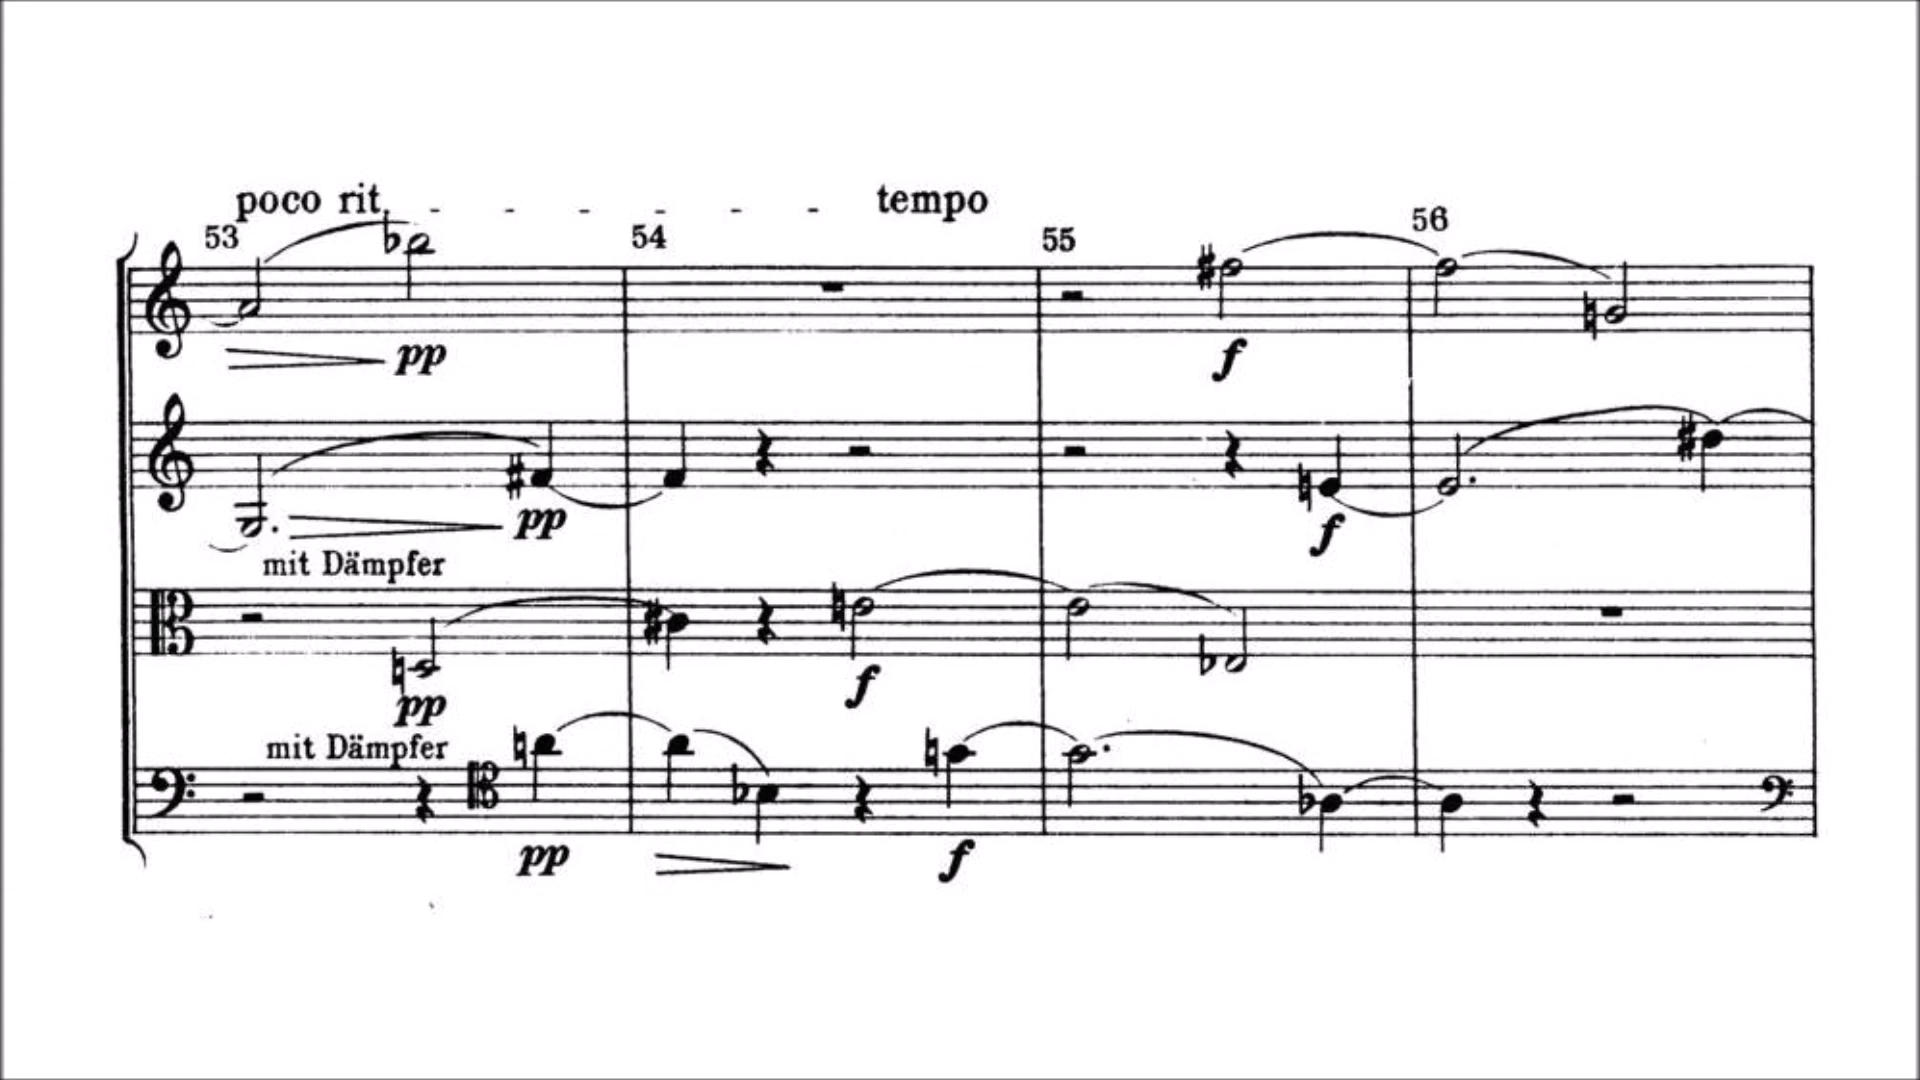 poco rit. - - - - - - tempo
53 54 55 56
pp f
pp f
mit Dämpfer
pp f
mit Dämpfer
pp f